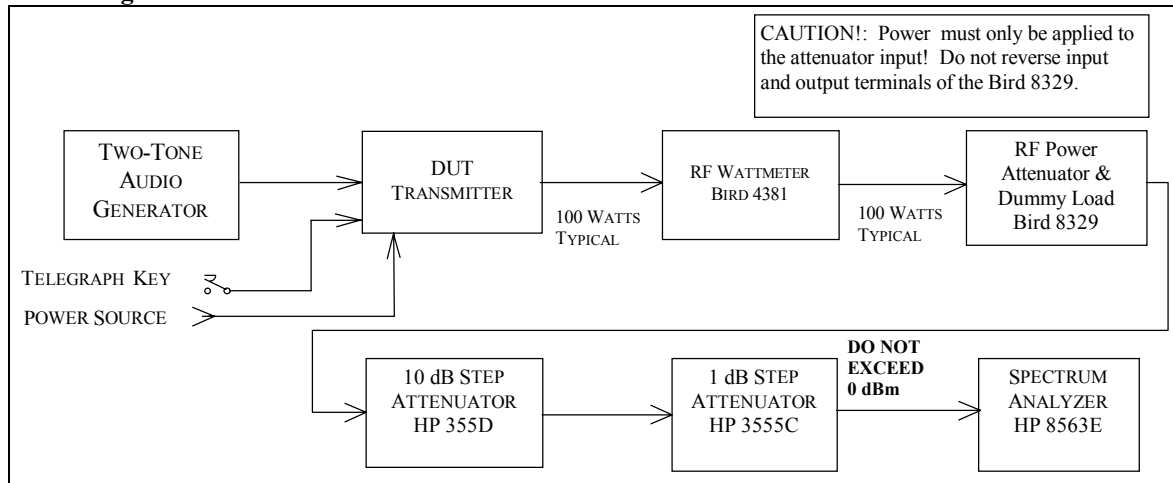 CAUTION!: Power must only be applied to
the attenuator input! Do not reverse input
and output terminals of the Bird 8329.
TWO-TONE
AUDIO
GENERATOR
DUT
TRANSMITTER
100 WATTS
TYPICAL
RF WATTMETER
BIRD 4381
100 WATTS
TYPICAL
RF Power
Attenuator &
Dummy Load
Bird 8329
TELEGRAPH KEY
POWER SOURCE
10 dB STEP
ATTENUATOR
HP 355D
1 dB STEP
ATTENUATOR
HP 3555C
DO NOT
EXCEED
0 dBm
SPECTRUM
ANALYZER
HP 8563E